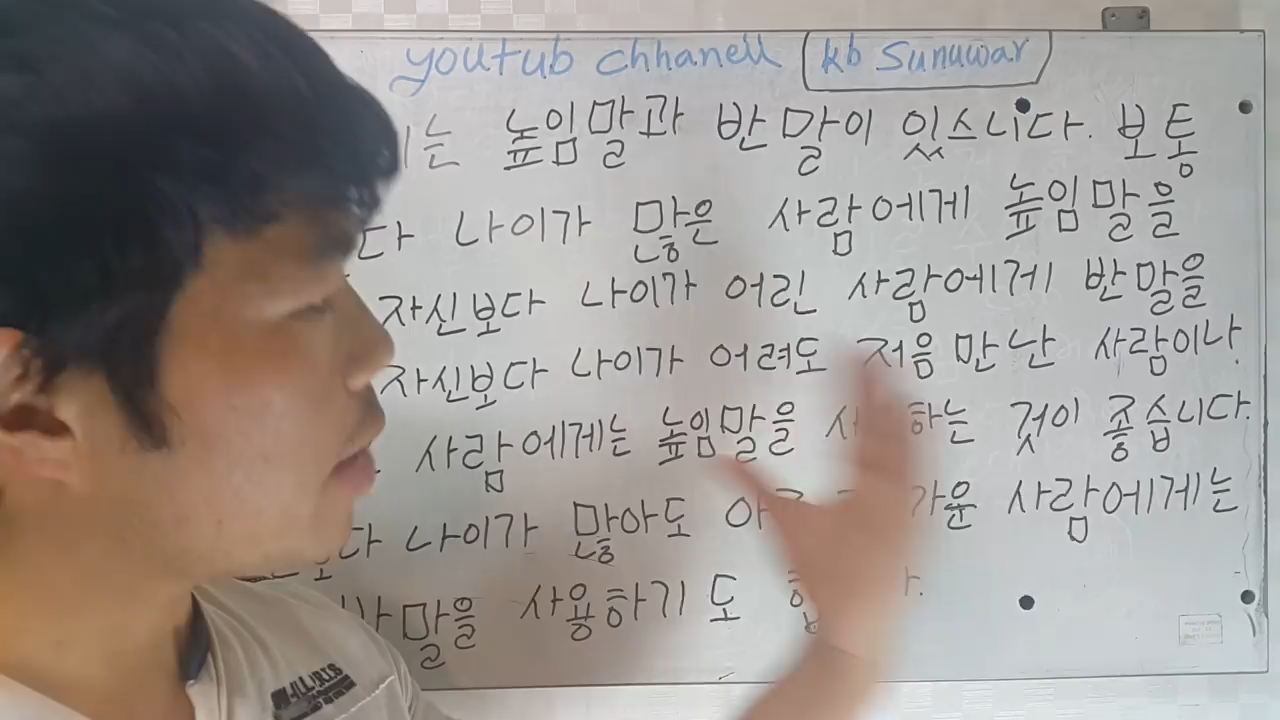 youtub chhanell kb Sunuwar
는 높임말과 반말이 있스니다. 보통
다 나이가 많은 사람에게 높임말을
자신보다 나이가 어린 사람에게 반말을
자신보다 나이가 어려도 저음 만난 사람이나
사람에게는 높임말을 하는 것이 좋습니다.
다 나이가 많아도 가운 사람에게는
반말을 사용하기도